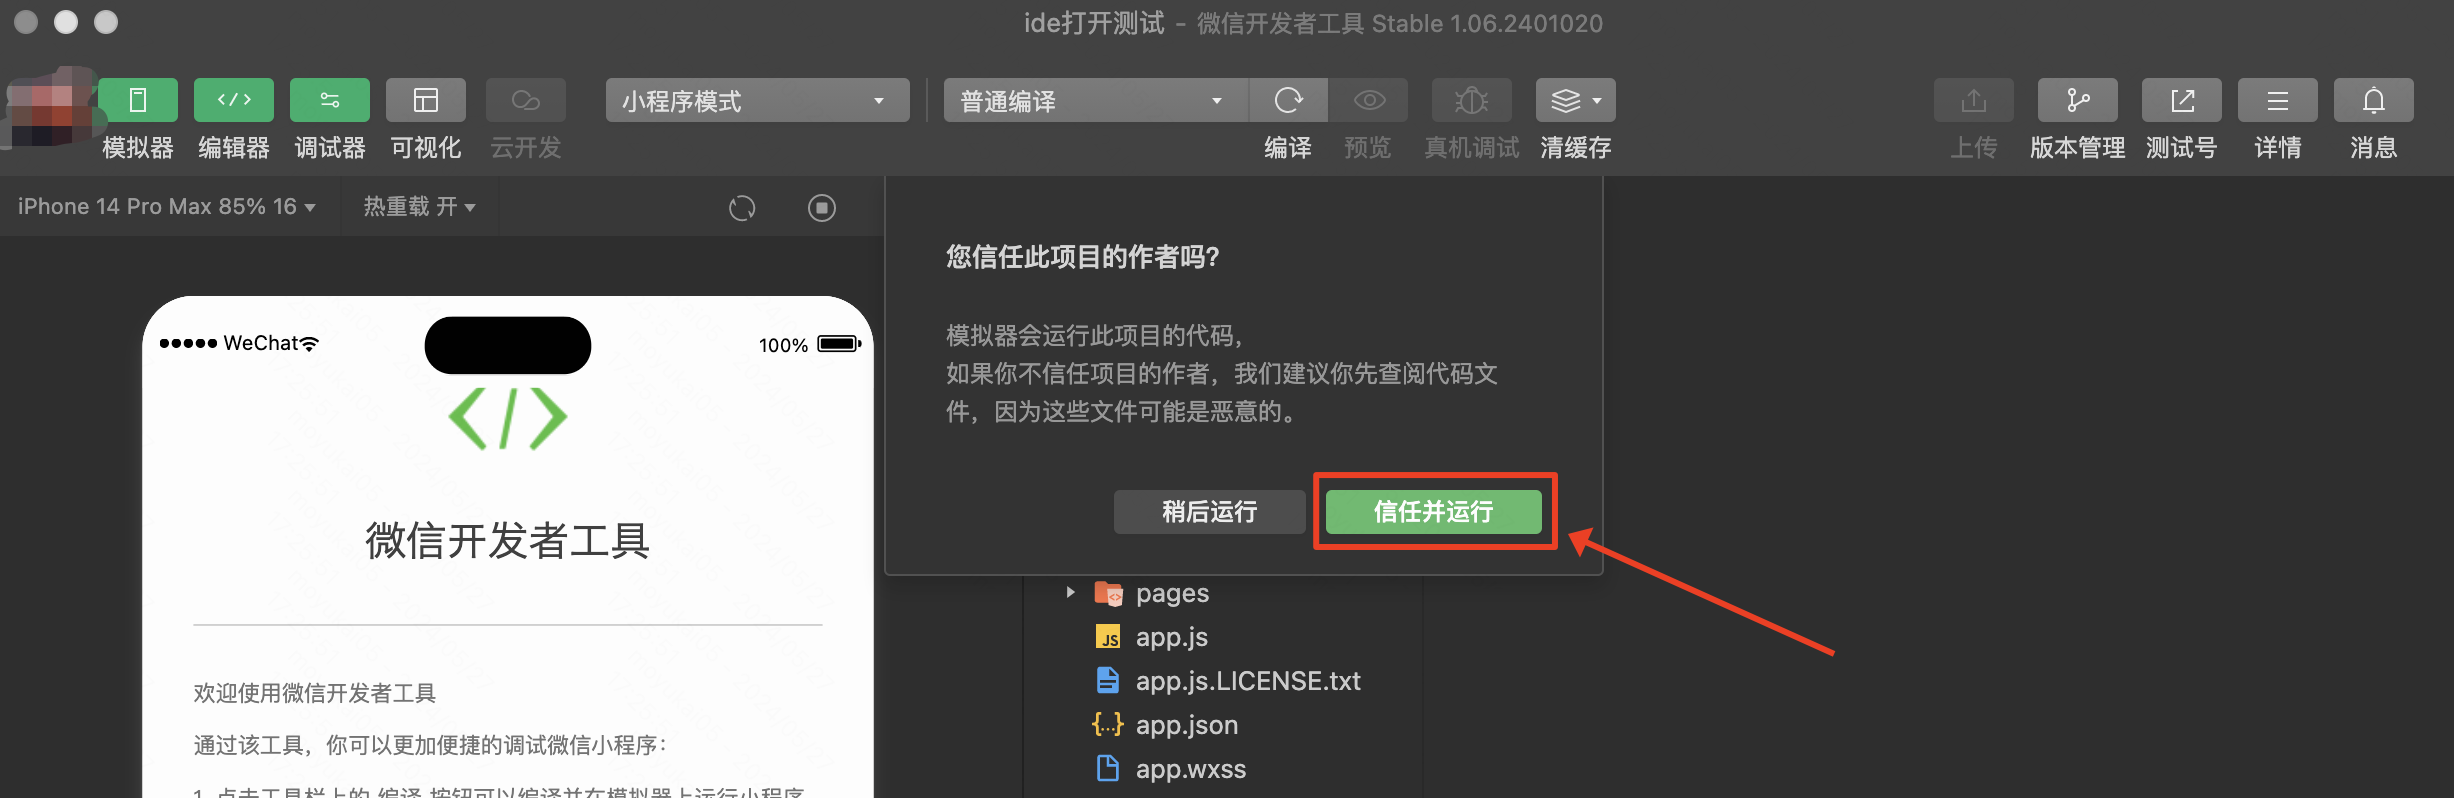 ide打开测试 - 微信开发者工具 Stable 1.06.2401020
小程序模式
普通编译
模拟器 编辑器 调试器 可视化 云开发
编译 预览 真机调试 清缓存
上传 版本管理 测试号 详情 消息
iPhone 14 Pro Max 85% 16
热重载 开
WeChat
100%
</>
微信开发者工具
欢迎使用微信开发者工具
通过该工具，你可以更加便捷的调试微信小程序：
1. 点击工具栏上的 编译 按钮可以编译并在模拟器上运行小程序
您信任此项目的作者吗?
模拟器会运行此项目的代码，
如果你不信任项目的作者，我们建议你先查阅代码文
件，因为这些文件可能是恶意的。
稍后运行
信任并运行
pages
JS app.js
app.js.LICENSE.txt
{...} app.json
app.wxss